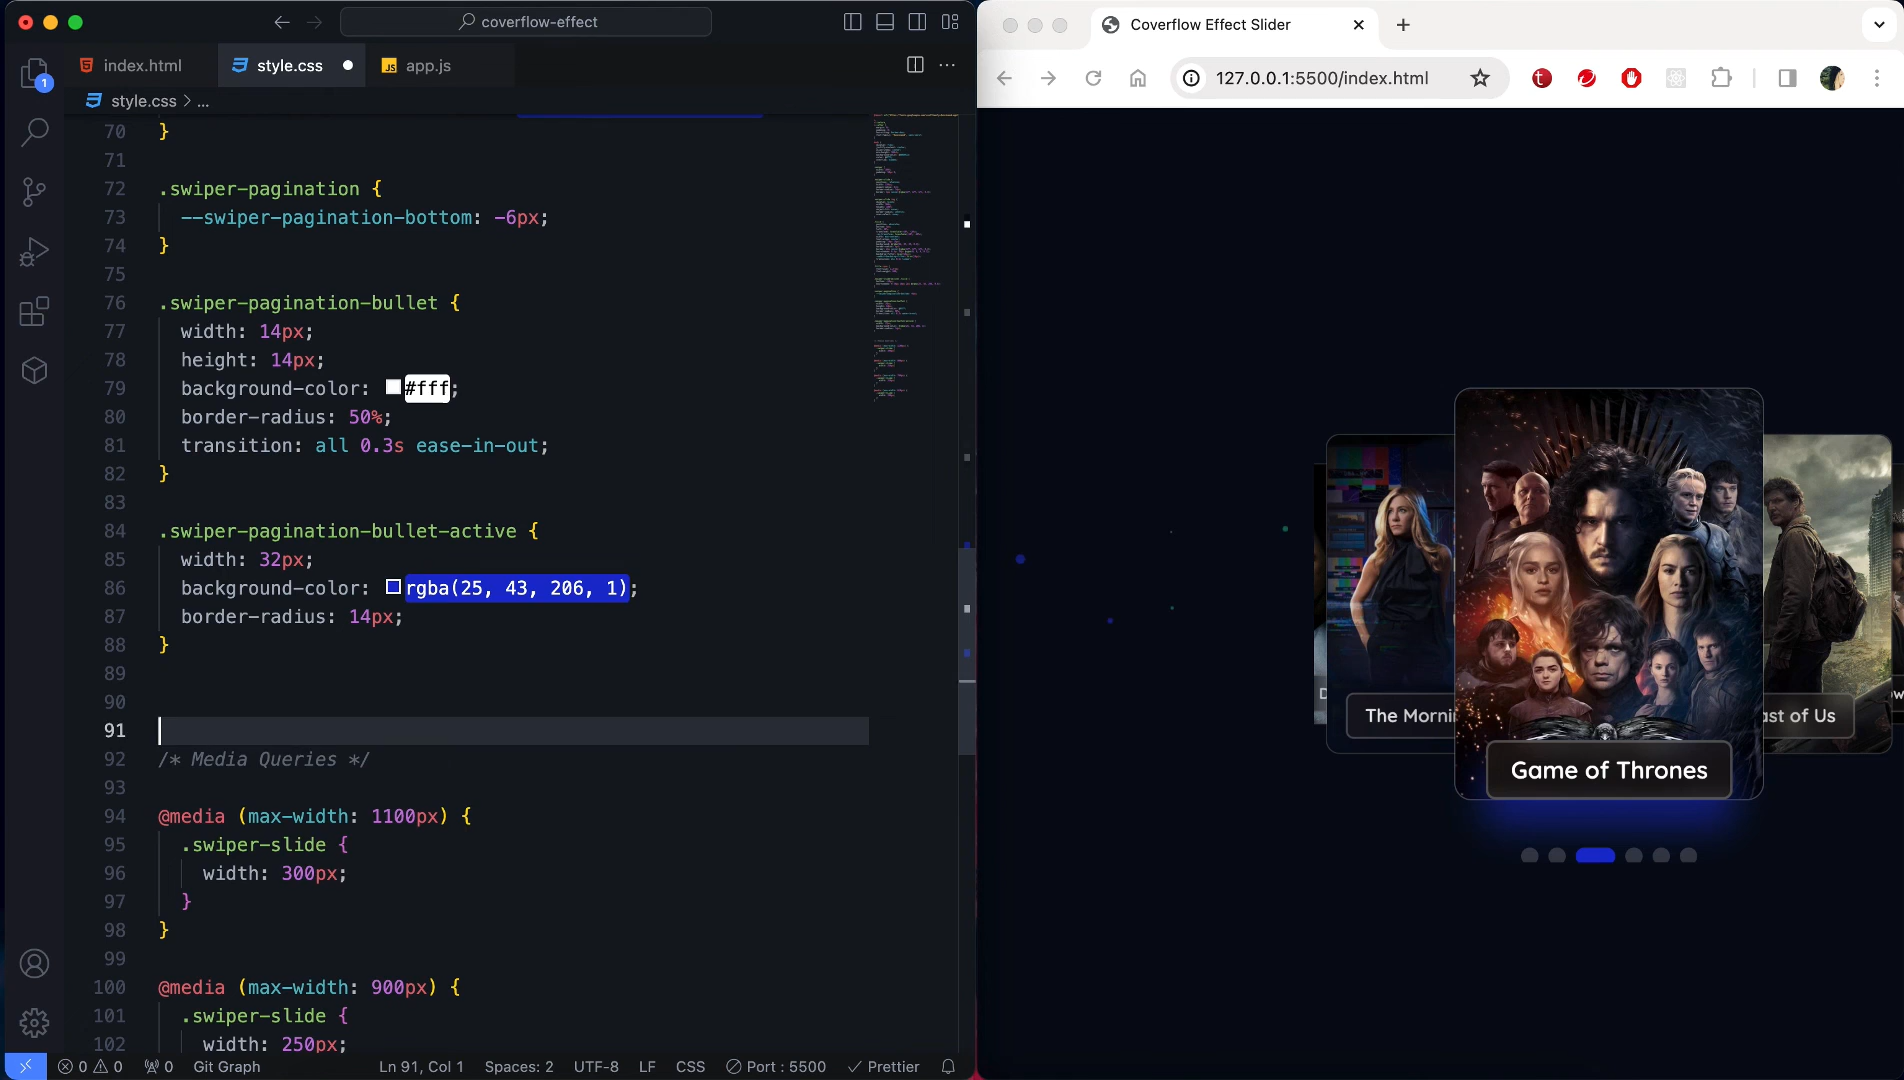 coverflow-effect
index.html
style.css
app.js
1
style.css > ...
70 }
71
72 .swiper-pagination {
73 --swiper-pagination-bottom: -6px;
74 }
75
76 .swiper-pagination-bullet {
77 width: 14px;
78 height: 14px;
79 background-color: #fff;
80 border-radius: 50%;
81 transition: all 0.3s ease-in-out;
82 }
83
84 .swiper-pagination-bullet-active {
85 width: 32px;
86 background-color: rgba(25, 43, 206, 1);
87 border-radius: 14px;
88 }
89
90
91
92 /* Media Queries */
93
94 @media (max-width: 1100px) {
95 .swiper-slide {
96 width: 300px;
97 }
98 }
99
100 @media (max-width: 900px) {
101 .swiper-slide {
102 width: 250px;
0 0 0 Git Graph Ln 91, Col 1 Spaces: 2 UTF-8 LF CSS Port : 5500 Prettier
Coverflow Effect Slider
127.0.0.1:5500/index.html
D
The Morni
Game of Thrones
ast of Us
ow